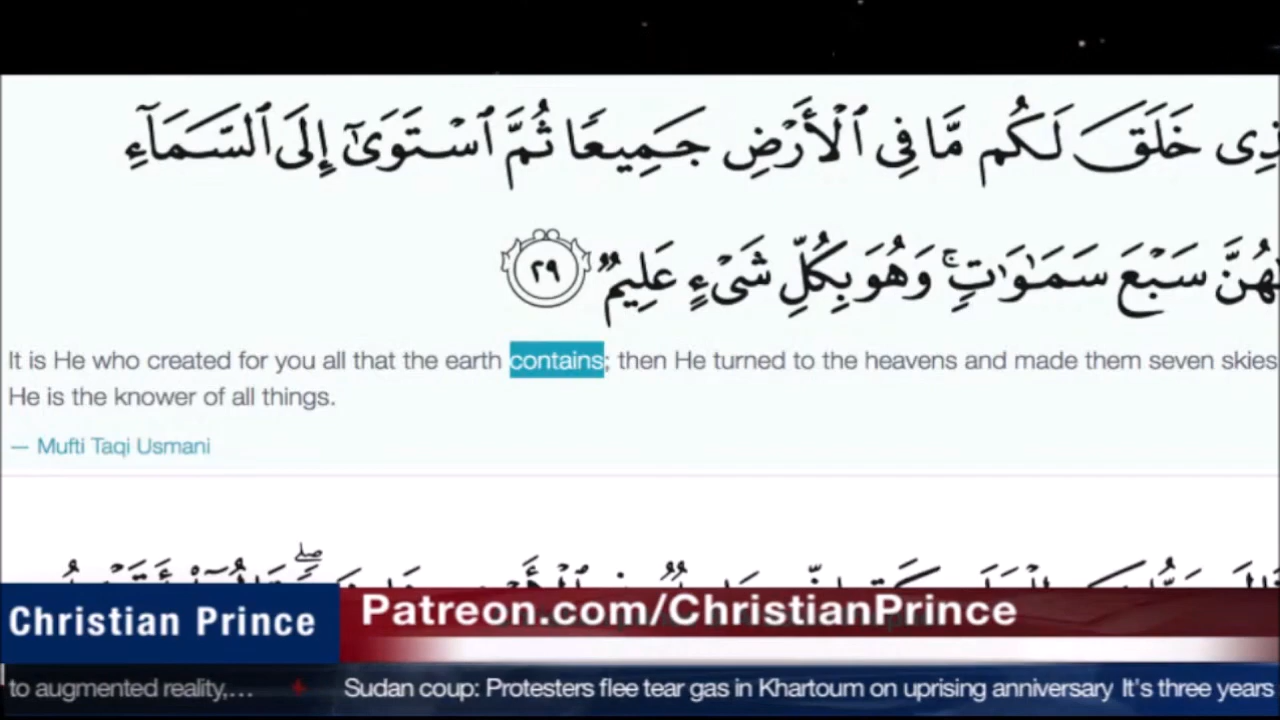 ذِى خَلَقَ لَكُم مَّا فِى ٱلْأَرْضِ جَمِيعًا ثُمَّ ٱسْتَوَىٰٓ إِلَى ٱلسَّمَآءِ
هُنَّ سَبْعَ سَمَـٰوَٰتٍۢ ۚ وَهُوَ بِكُلِّ شَىْءٍ عَلِيمٌۭ ٢٩
It is He who created for you all that the earth contains; then He turned to the heavens and made them seven skies
He is the knower of all things.
— Mufti Taqi Usmani
Christian Prince
Patreon.com/ChristianPrince
to augmented reality,... Sudan coup: Protesters flee tear gas in Khartoum on uprising anniversary It's three years